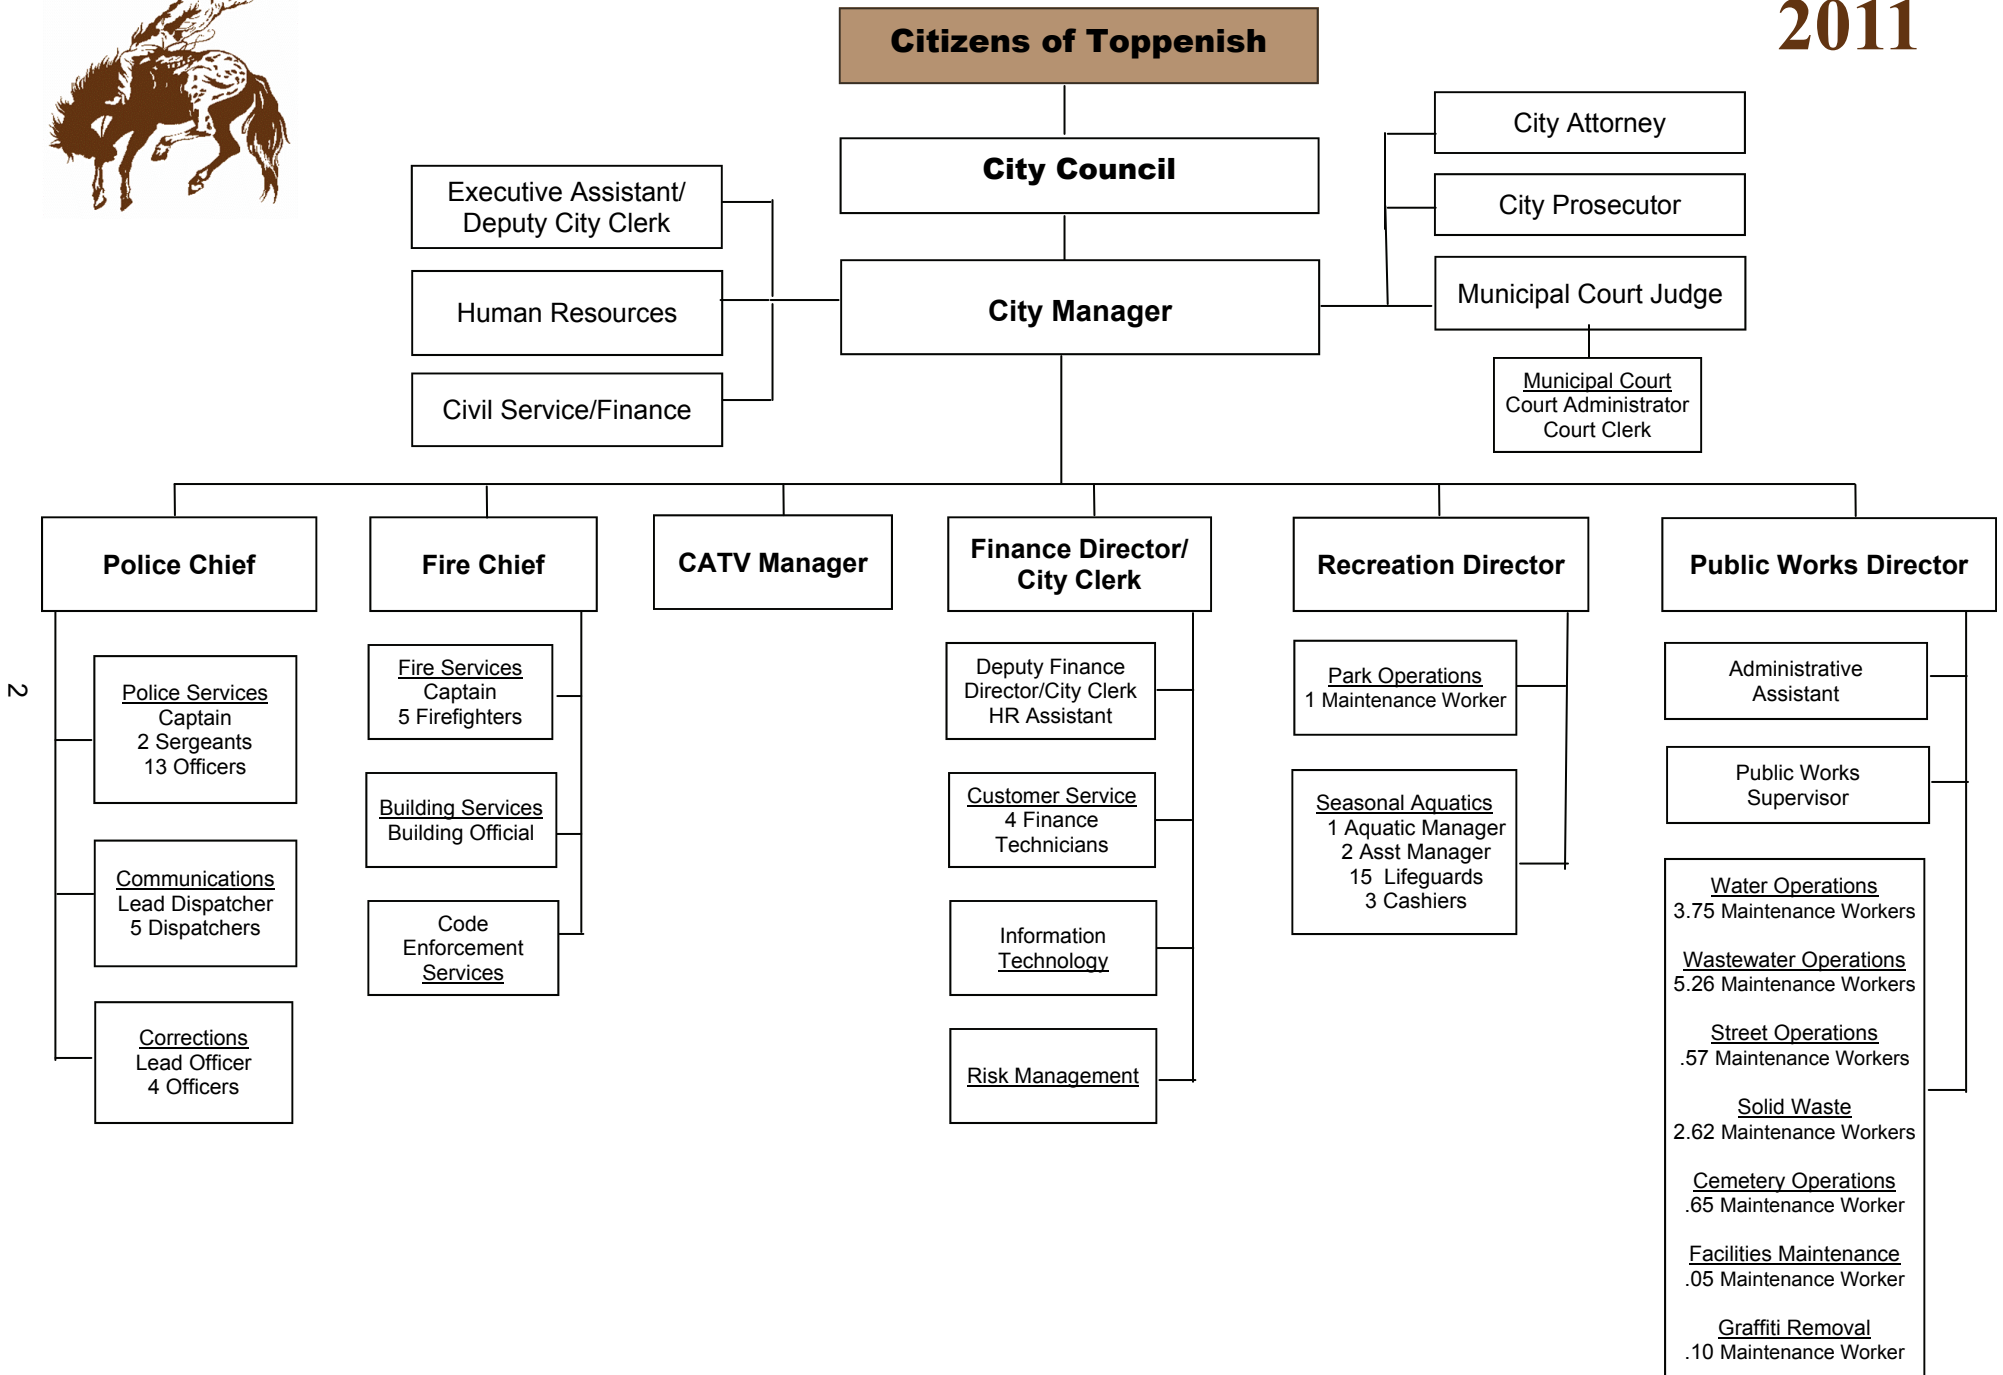 2011
Citizens of Toppenish
City Council
City Manager
Executive Assistant/
Deputy City Clerk
Human Resources
Civil Service/Finance
City Attorney
City Prosecutor
Municipal Court Judge
Municipal Court
Court Administrator
Court Clerk
Police Chief
Police Services
Captain
2 Sergeants
13 Officers
Communications
Lead Dispatcher
5 Dispatchers
Corrections
Lead Officer
4 Officers
Fire Chief
Fire Services
Captain
5 Firefighters
Building Services
Building Official
Code
Enforcement
Services
CATV Manager
Finance Director/
City Clerk
Deputy Finance
Director/City Clerk
HR Assistant
Customer Service
4 Finance
Technicians
Information
Technology
Risk Management
Recreation Director
Park Operations
1 Maintenance Worker
Seasonal Aquatics
1 Aquatic Manager
2 Asst Manager
15 Lifeguards
3 Cashiers
Public Works Director
Administrative
Assistant
Public Works
Supervisor
Water Operations
3.75 Maintenance Workers
Wastewater Operations
5.26 Maintenance Workers
Street Operations
.57 Maintenance Workers
Solid Waste
2.62 Maintenance Workers
Cemetery Operations
.65 Maintenance Worker
Facilities Maintenance
.05 Maintenance Worker
Graffiti Removal
.10 Maintenance Worker
2